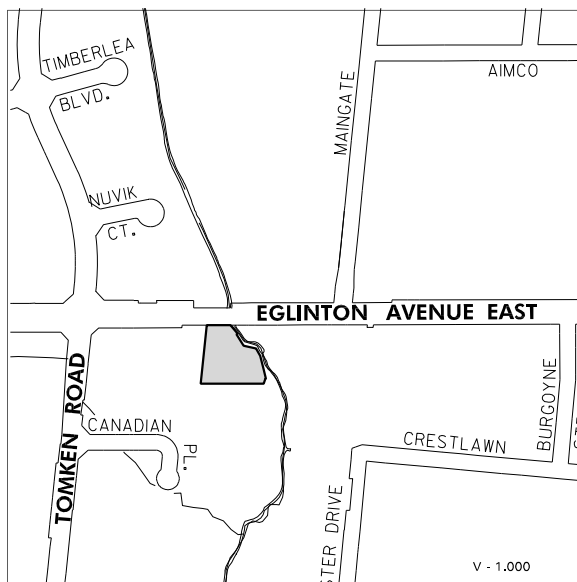 TIMBERLEA
BLVD.
AIMCO
MAINGATE
NUVIK
CT.
EGLINTON AVENUE EAST
TOMKEN ROAD
CANADIAN
PL.
CRESTLAWN
BURGOYNE
DRIVE
V - 1.000